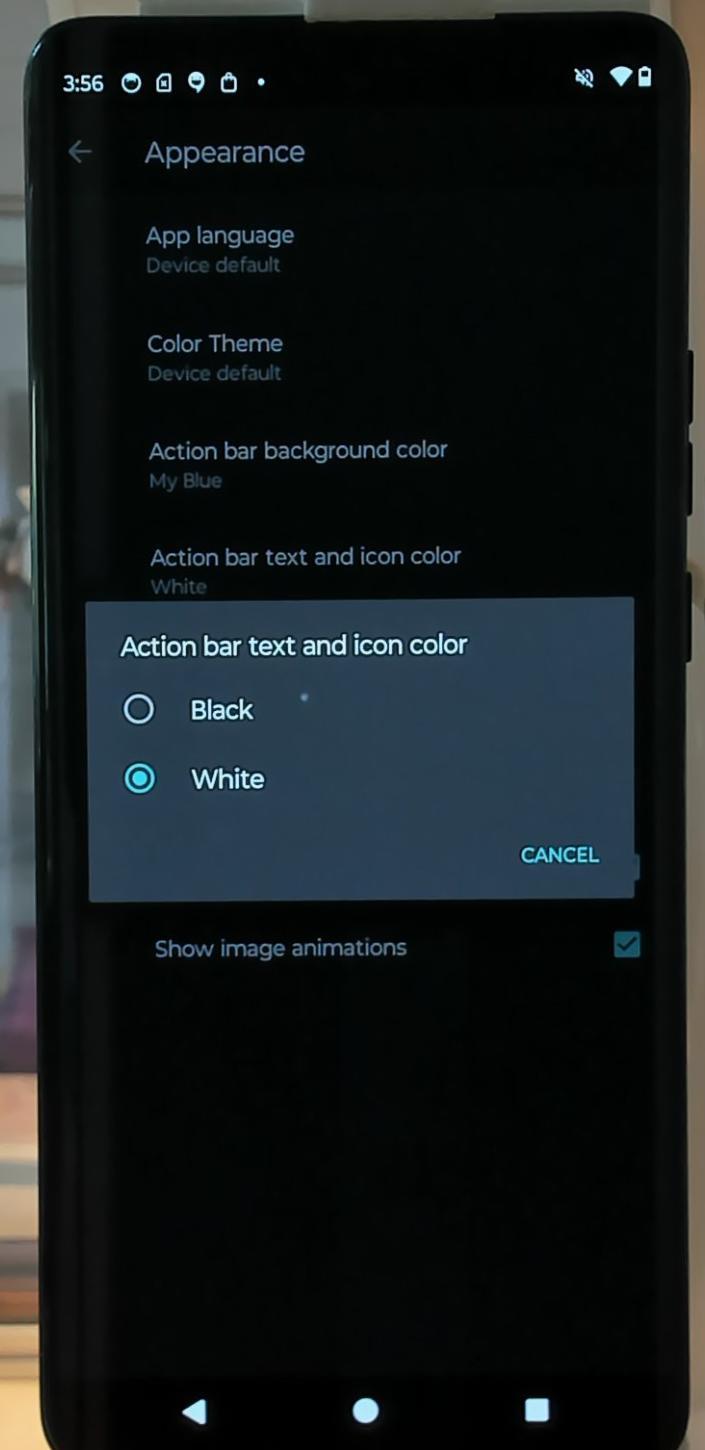 3:56
Appearance
App language
Device default
Color Theme
Device default
Action bar background color
My Blue
Action bar text and icon color
White
Action bar text and icon color
Black
White
CANCEL
Show image animations